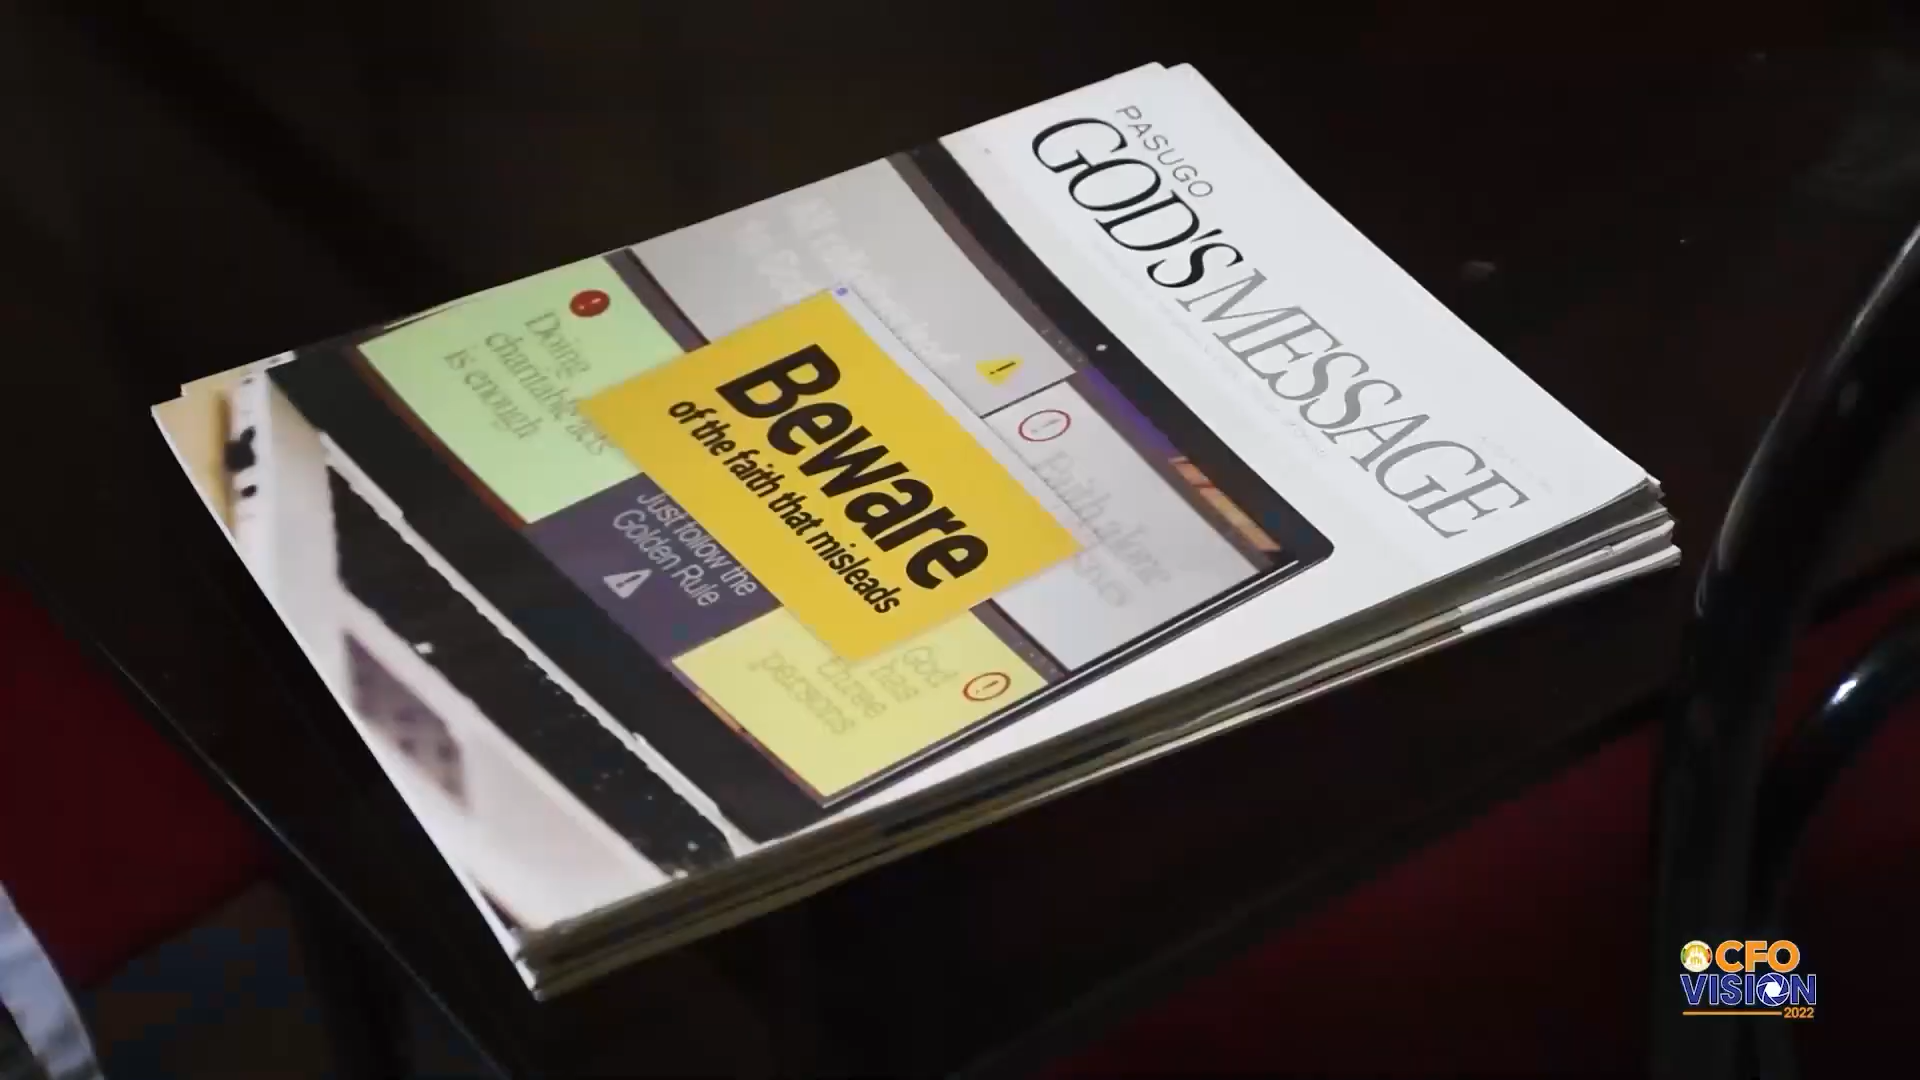 PASUGO
GOD'S MESSAGE
Beware
of the faith that misleads
Doing
charitable acts
is enough
Just follow the
Golden Rule
Faith alone
saves
God
has
three
persons
CFO
VISION
2022